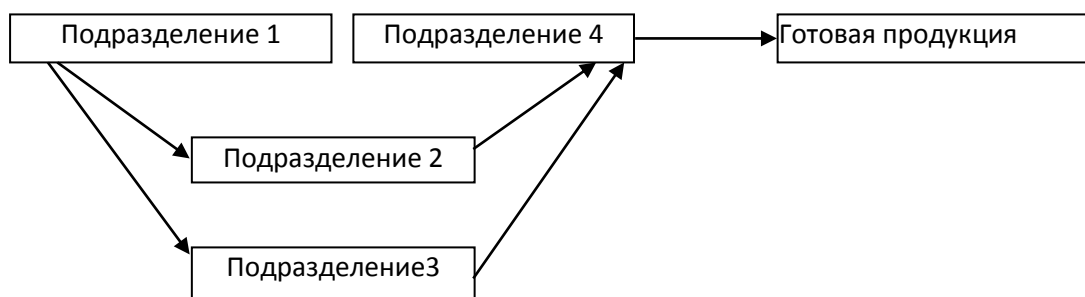 Подразделение 1
Подразделение 4
Готовая продукция
Подразделение 2
Подразделение3